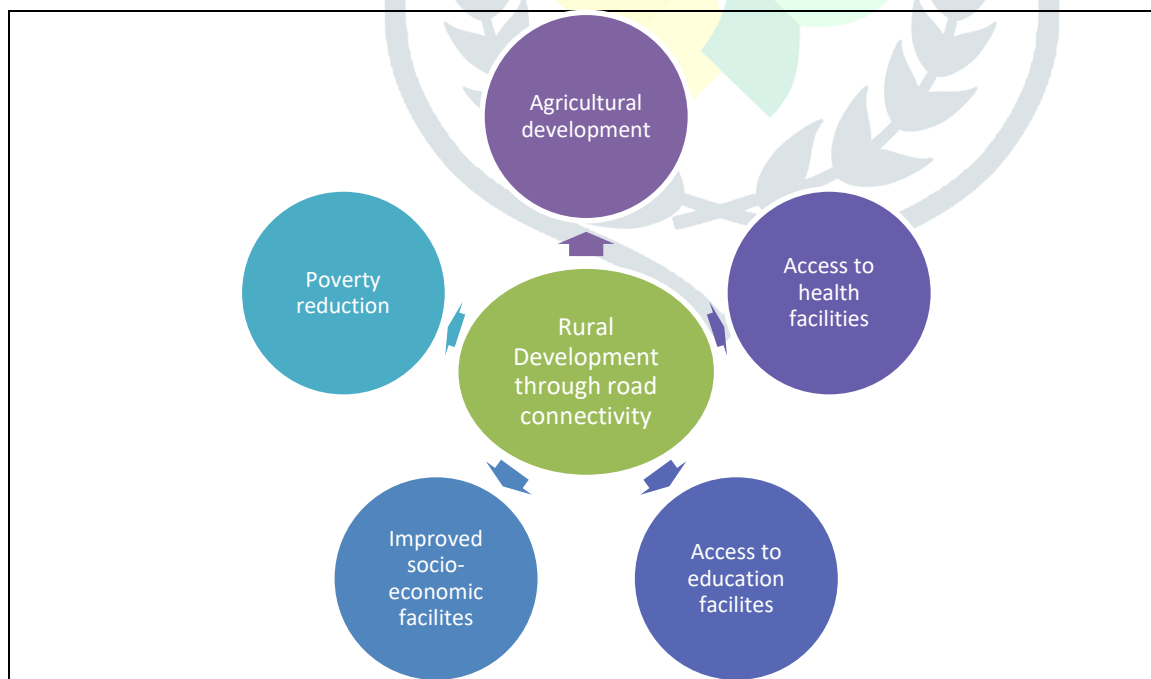 Agricultural
development
Poverty
reduction
Access to
health
facilities
Rural
Development
through road
connectivity
Improved
socio-
economic
facilites
Access to
education
facilites